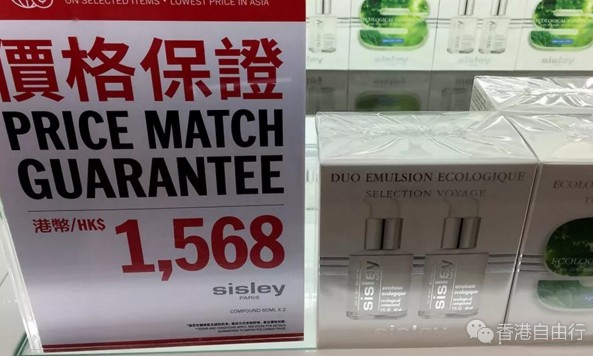 ON SELECTED ITEMS • LOWEST PRICE IN ASIA
價格保證
PRICE MATCH
GUARANTEE
港幣/HK$ 1,568
sisley
PARIS
COMPOUND 60ML X 2
sisley
sisley
DUO EMULSION ECOLOGIQUE
SELECTION VOYAGE
sisley
sisley
ECOLOGICAL
香港自由行